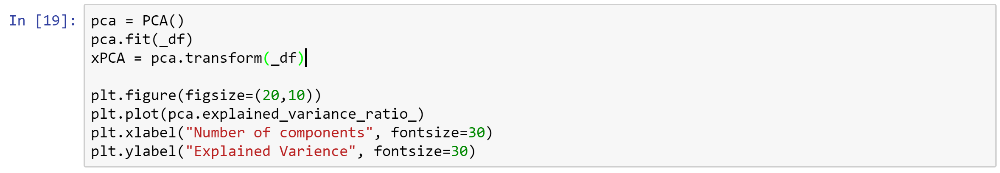 In [19]: pca = PCA()
pca.fit(_df)
xPCA = pca.transform(_df)
plt.figure(figsize=(20,10))
plt.plot(pca.explained_variance_ratio_)
plt.xlabel("Number of components", fontsize=30)
plt.ylabel("Explained Varience", fontsize=30)